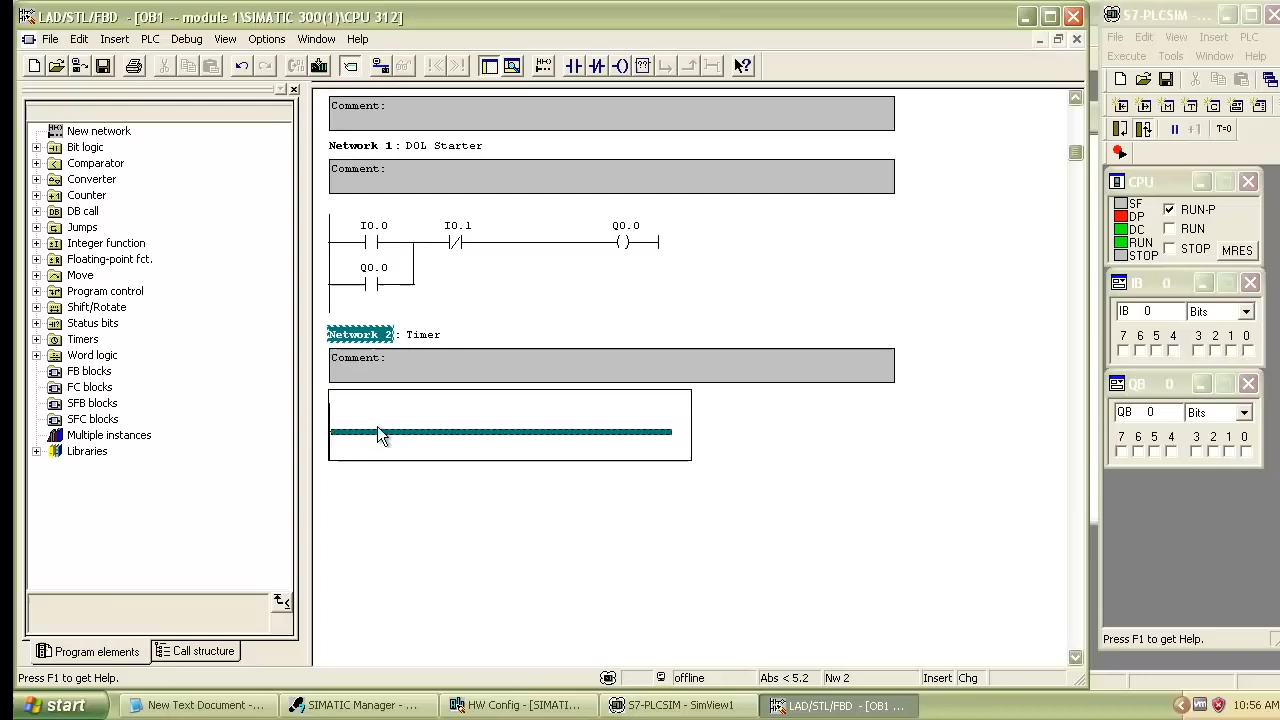 LAD/STL/FBD - [OB1 -- module 1\SIMATIC 300(1)\CPU 312]
File Edit Insert PLC Debug View Options Window Help
New network
Bit logic
Comparator
Converter
Counter
DB call
Jumps
Integer function
Floating-point fct.
Move
Program control
Shift/Rotate
Status bits
Timers
Word logic
FB blocks
FC blocks
SFB blocks
SFC blocks
Multiple instances
Libraries
Program elements
Call structure
Comment:
Network 1: DOL Starter
Comment:
I0.0 I0.1 Q0.0
Q0.0
Network 2: Timer
Comment:
Press F1 to get Help.
offline Abs < 5.2 Nw 2 Insert Chg
S7-PLCSIM - ...
File Edit View Insert PLC
Execute Tools Window Help
+1 T=0
CPU
SF
DP
DC
RUN
STOP
RUN-P
RUN
STOP
MRES
IB 0
IB 0 Bits
7 6 5 4 3 2 1 0
QB 0
QB 0 Bits
7 6 5 4 3 2 1 0
Press F1 to get Help.
start
New Text Document -...
SIMATIC Manager - ...
HW Config - [SIMATI...
S7-PLCSIM - SimView1
LAD/STL/FBD - [OB1 ...
10:56 AM